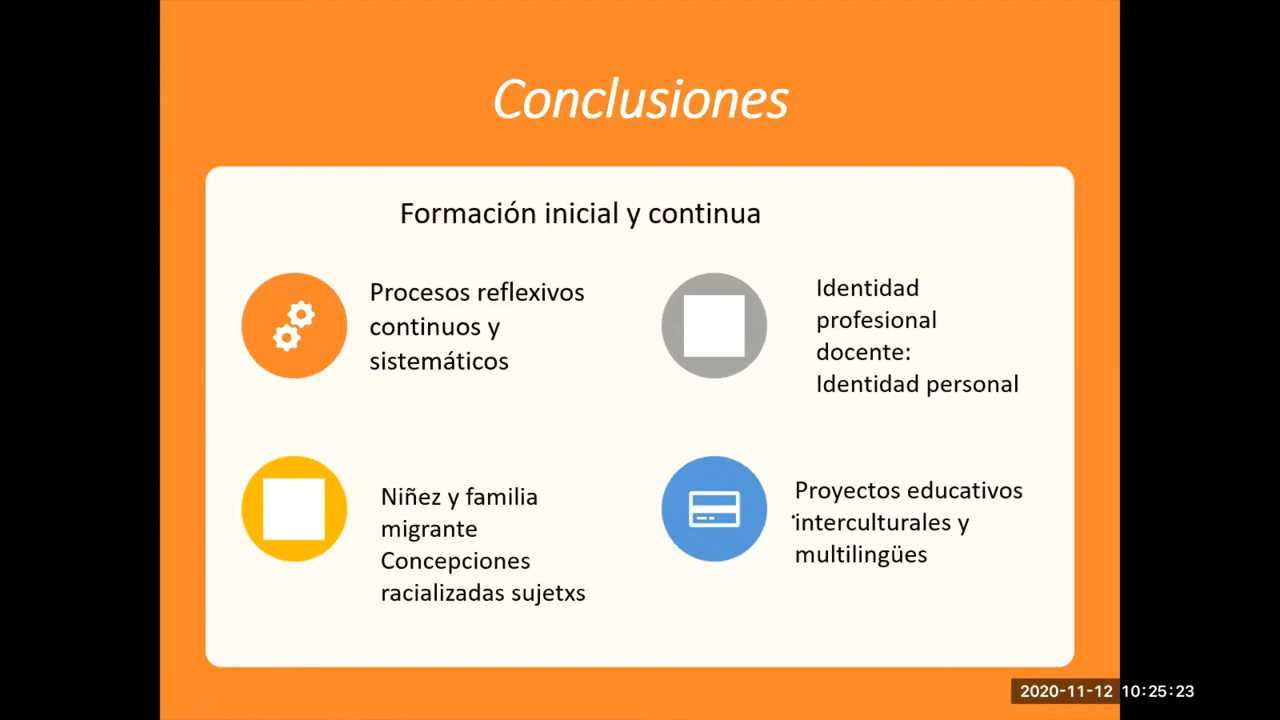 Conclusiones
Formación inicial y continua
Procesos reflexivos
continuos y
sistemáticos
Identidad
profesional
docente:
Identidad personal
Niñez y familia
migrante
Concepciones
racializadas sujetxs
Proyectos educativos
interculturales y
multilingües
2020-11-12 10:25:23